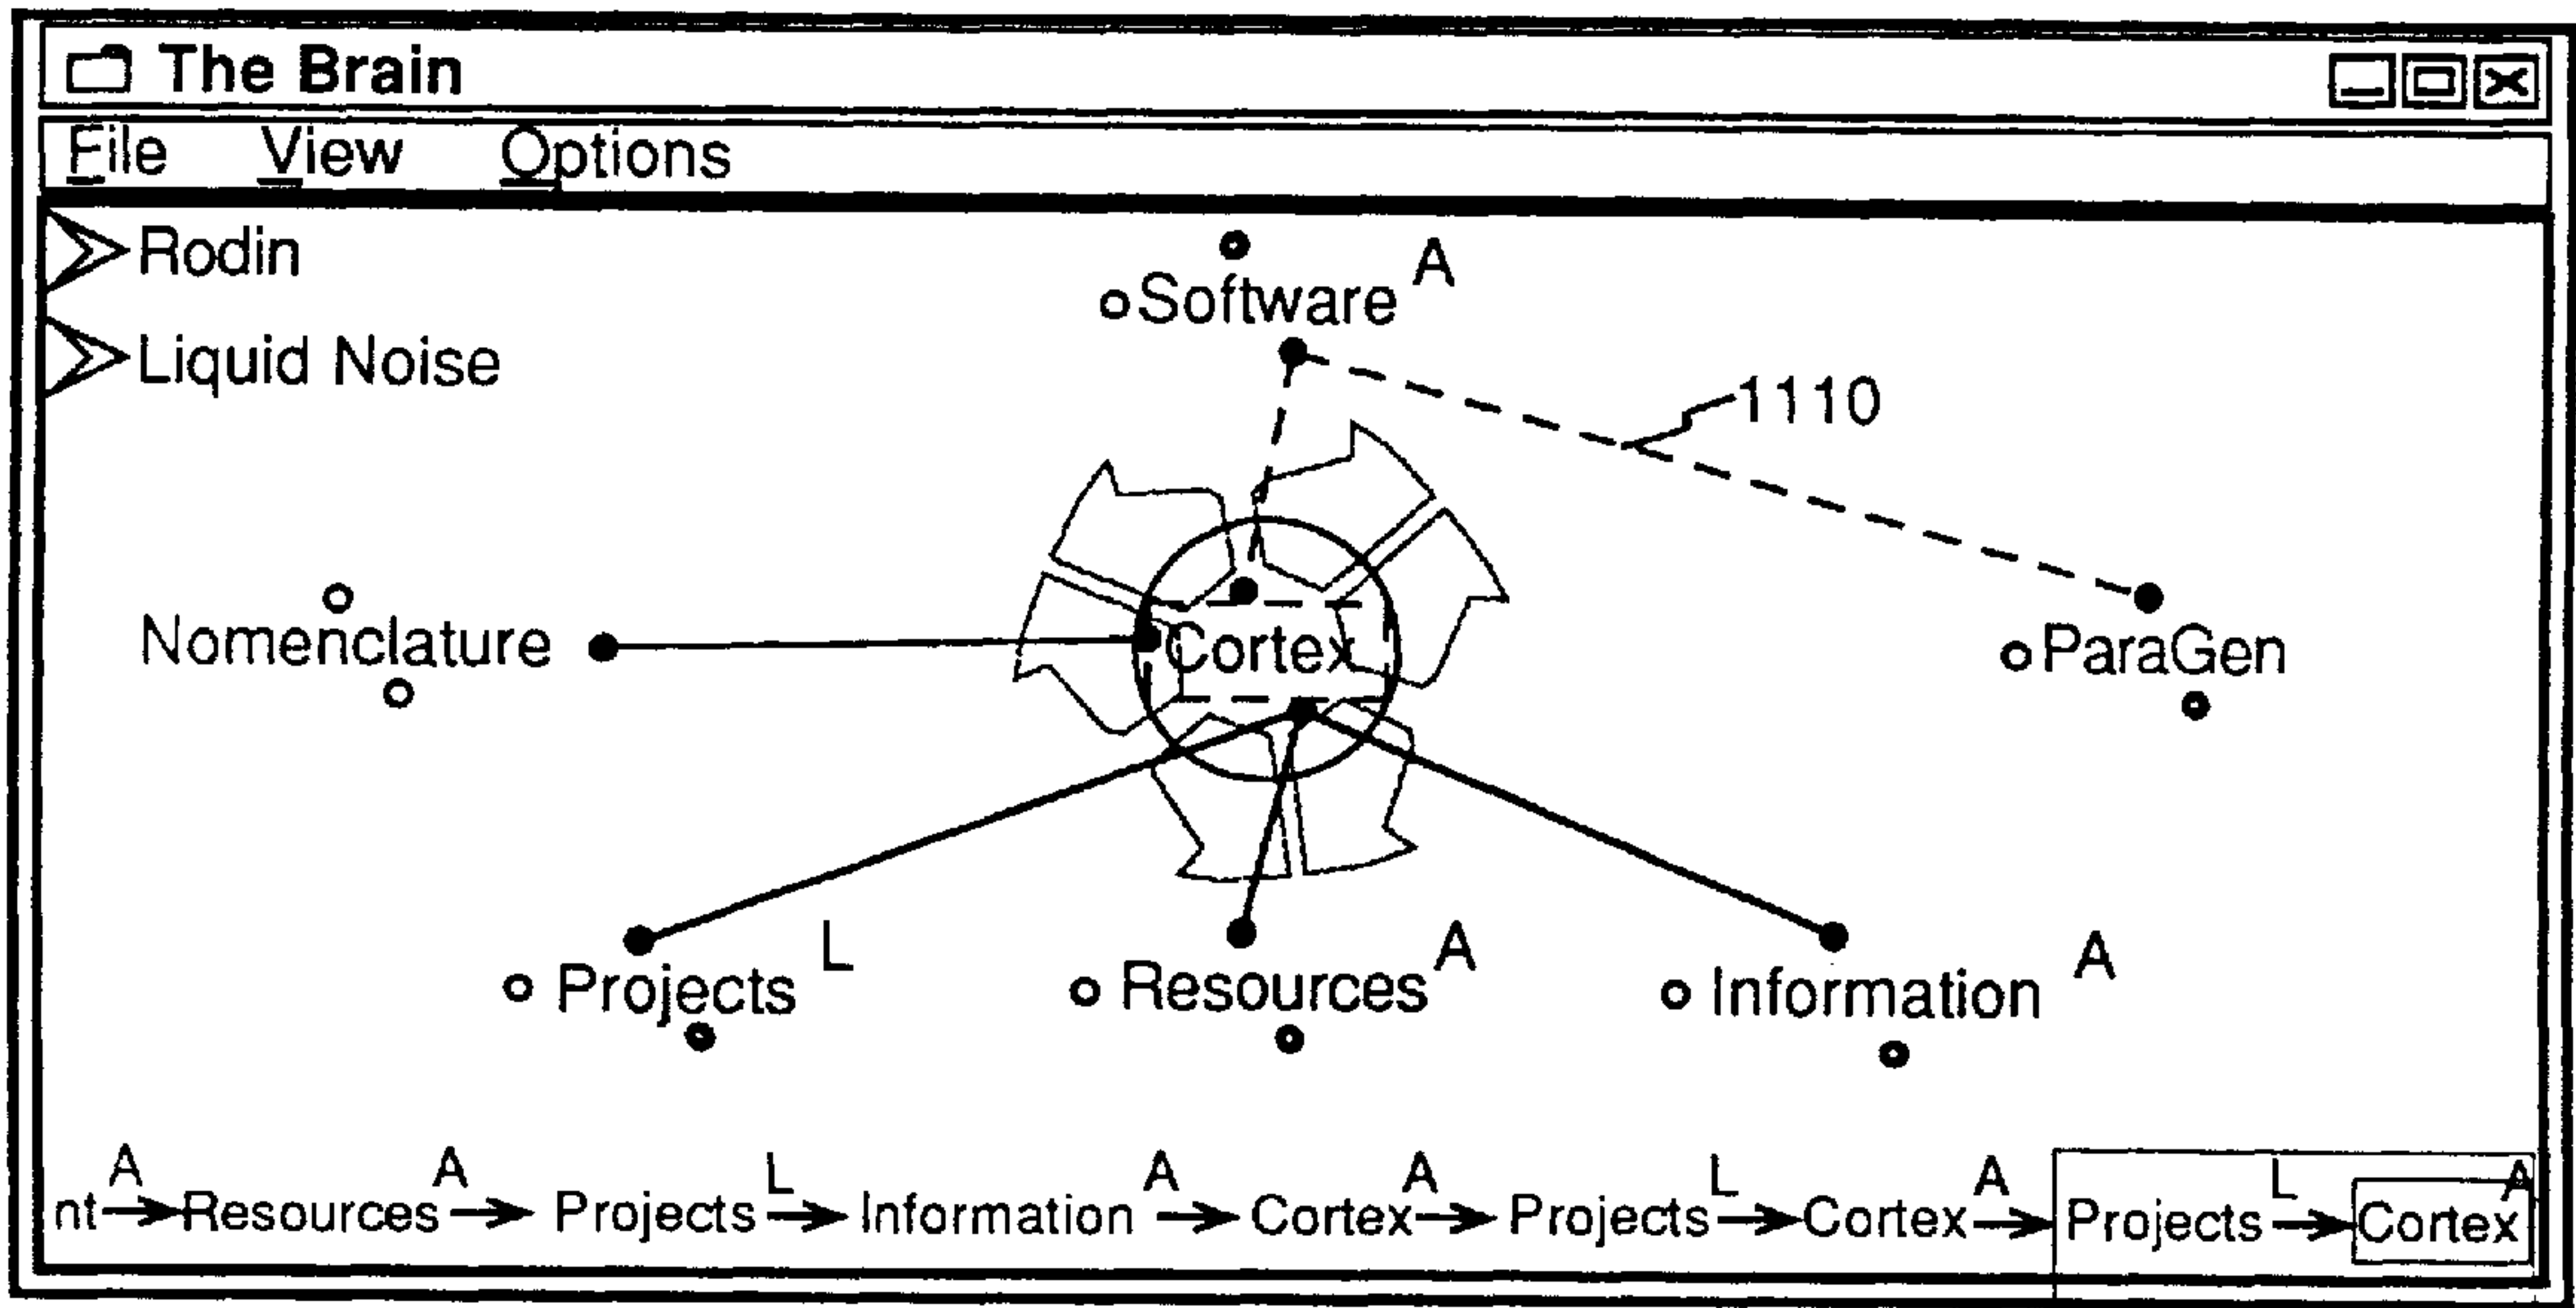 The Brain
File View Options
Rodin
Software A
Liquid Noise
1110
Nomenclature
Cortex
ParaGen
Projects L
Resources A
Information A
nt A Resources A Projects L Information A Cortex A Projects L Cortex A Projects L Cortex A